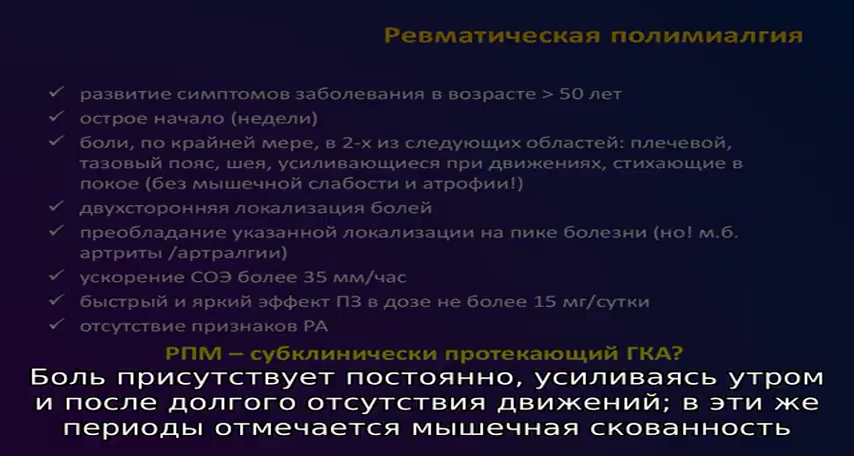 Ревматическая полимиалгия
✓ развитие симптомов заболевания в возрасте > 50 лет
✓ острое начало (недели)
✓ боли, по крайней мере, в 2-х из следующих областей: плечевой,
тазовый пояс, шея, усиливающиеся при движениях, стихающие в
покое (без мышечной слабости и атрофии!)
✓ двухсторонняя локализация болей
✓ преобладание указанной локализации на пике болезни (но! м.б.
артриты /артралгии)
✓ ускорение СОЭ более 35 мм/час
✓ быстрый и яркий эффект ПЗ в дозе не более 15 мг/сутки
✓ отсутствие признаков РА
РПМ – субклинически протекающий ГКА?
Боль присутствует постоянно, усиливаясь утром
и после долгого отсутствия движений; в эти же
периоды отмечается мышечная скованность